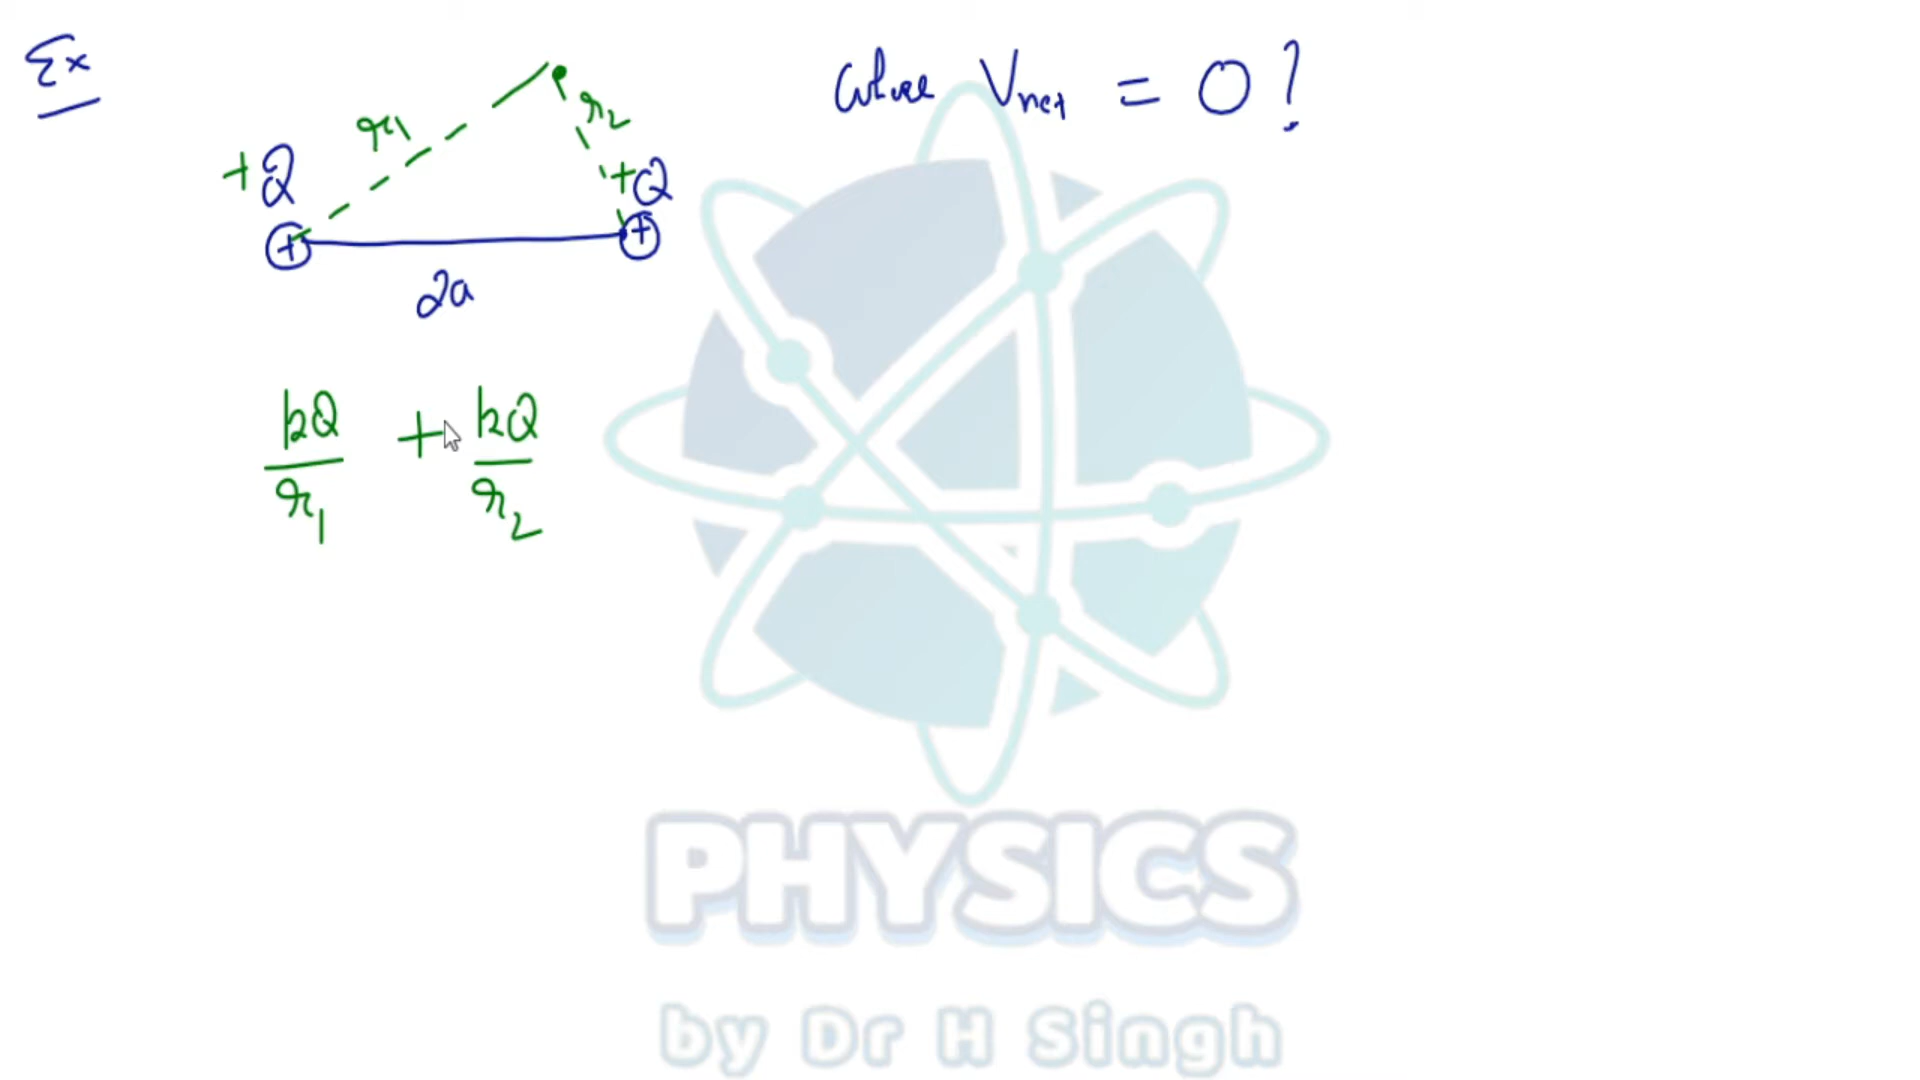 Ex
where Vnet = 0 ?
r1
r2
+Q
+Q
+
+
2a
kQ/r1 + kQ/r2
PHYSICS
by Dr H Singh